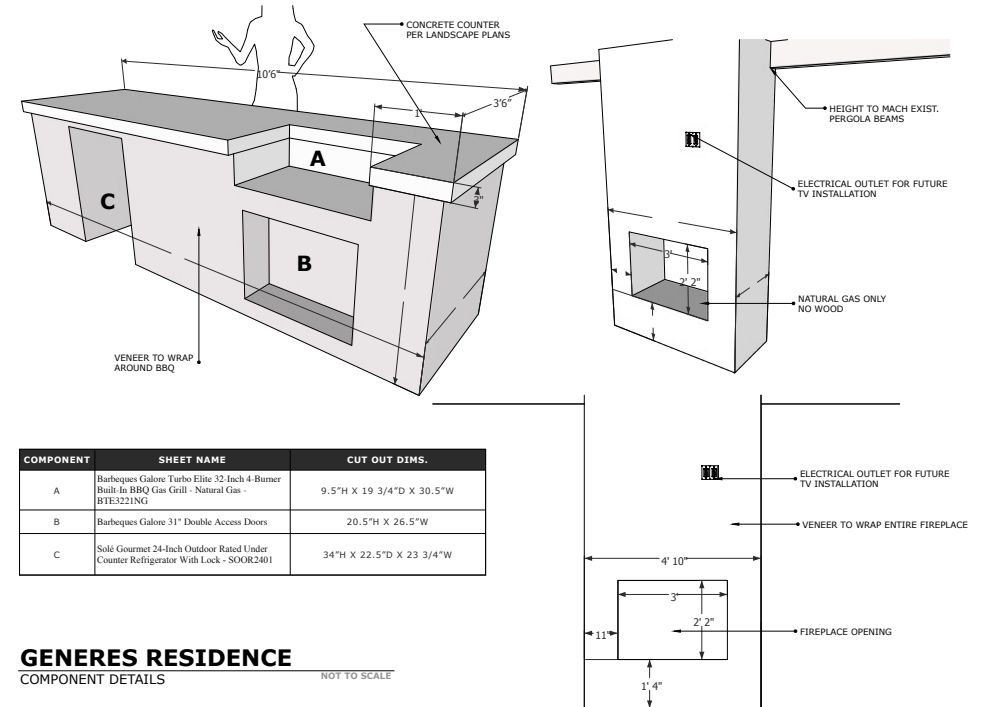 CONCRETE COUNTER
PER LANDSCAPE PLANS
10'6"
3'6"
1'
A
C
2"
B
VENEER TO WRAP
AROUND BBQ
HEIGHT TO MACH EXIST.
PERGOLA BEAMS
ELECTRICAL OUTLET FOR FUTURE
TV INSTALLATION
3'
2' 2"
NATURAL GAS ONLY
NO WOOD
COMPONENT SHEET NAME CUT OUT DIMS.
A
Barbeques Galore Turbo Elite 32-Inch 4-Burner
Built-In BBQ Gas Grill - Natural Gas -
BTE3221NG
9.5"H X 19 3/4"D X 30.5"W
B Barbeques Galore 31" Double Access Doors 20.5"H X 26.5"W
C
Solé Gourmet 24-Inch Outdoor Rated Under
Counter Refrigerator With Lock - SOOR2401
34"H X 22.5"D X 23 3/4"W
ELECTRICAL OUTLET FOR FUTURE
TV INSTALLATION
VENEER TO WRAP ENTIRE FIREPLACE
4' 10"
3'
2' 2"
11"
FIREPLACE OPENING
1' 4"
GENERES RESIDENCE
COMPONENT DETAILS
NOT TO SCALE